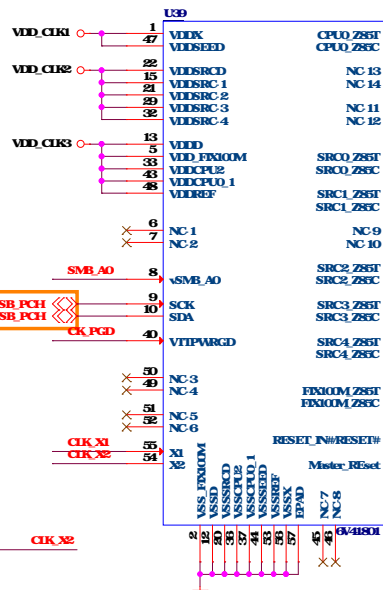 U39
VDD_CLK1
1
VDDX
CPU0_Z85T
47
VDDSEED
CPU0_Z85C
VDD_CLK2
22
VDDSRCD
NC-13
15
VDDSRC-1
NC-14
21
VDDSRC-2
29
VDDSRC-3
NC-11
32
VDDSRC-4
NC-12
VDD_CLK3
13
VDDD
5
VDD_FIX100M
SRC0_Z85T
33
VDDCPU2
SRC0_Z85C
43
VDDCPU0_1
48
VDDREF
SRC1_Z85T
SRC1_Z85C
6
NC-1
NC-9
7
NC-2
NC-10
SMB_A0
8
vSMB_A0
SRC2_Z85T
SRC2_Z85C
SB_PCH
9
SCK
SRC3_Z85T
SB_PCH
10
SDA
SRC3_Z85C
CK_PGD
40
VTTPWRGD
SRC4_Z85T
SRC4_Z85C
50
NC-3
49
NC-4
FIX100M_Z85T
FIX100M_Z85C
51
NC-5
52
NC-6
RESET_IN#/RESET#
CLK_X1
55
X1
CLK_X2
54
X2
Master_REset
VSS_FIX100M
VSSD
VSSSRCD
VSSCPU2
VSSCPU0_1
VSSSEED
VSSREF
VSSX
EPAD
NC-7
NC-8
6V41801
2
12
20
36
37
44
53
56
57
45
46
CLK_X2